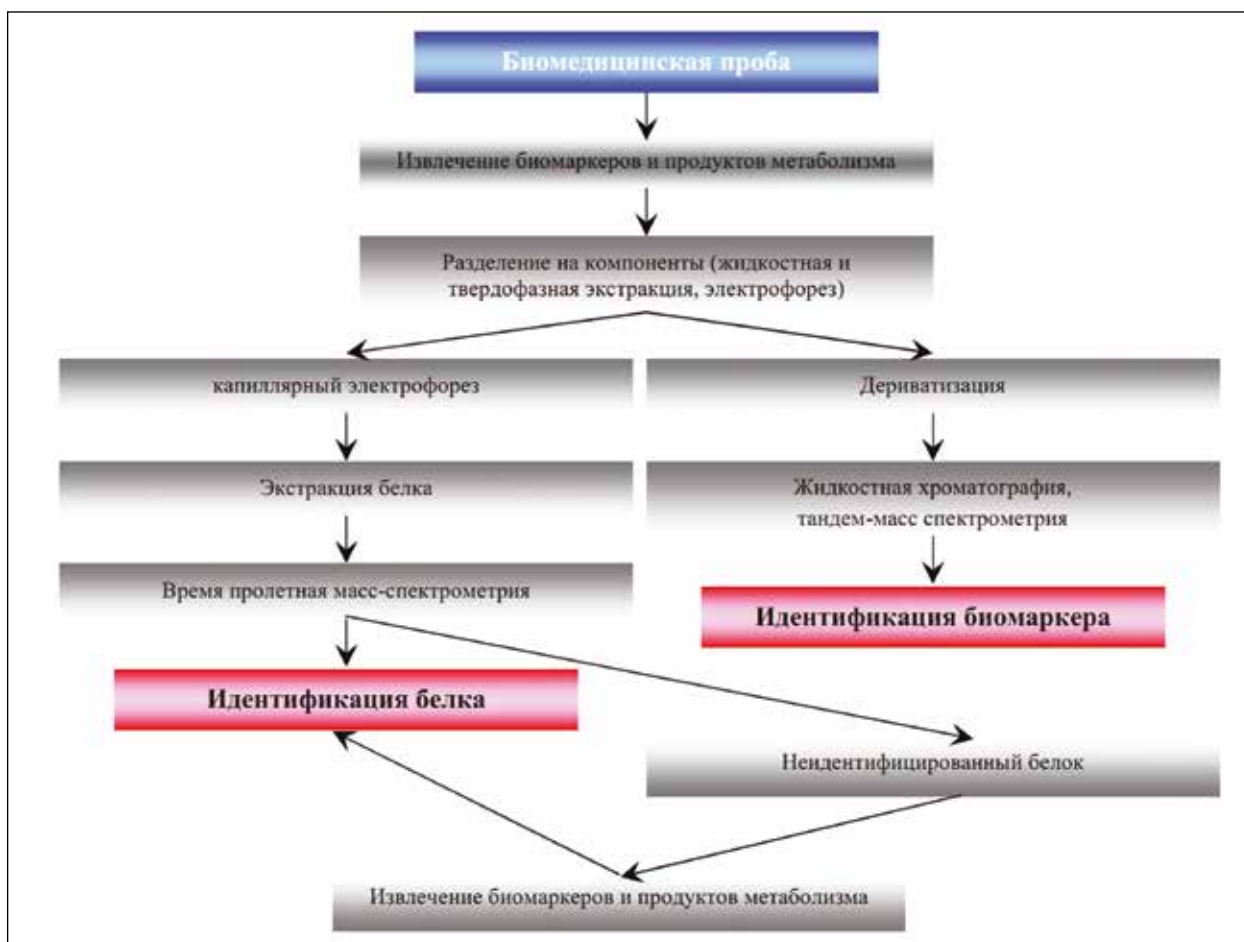 Биомедицинская проба
Извлечение биомаркеров и продуктов метаболизма
Разделение на компоненты (жидкостная и
твердофазная экстракция, электрофорез)
капиллярный электрофорез
Дериватизация
Экстракция белка
Жидкостная хроматография,
тандем-масс спектрометрия
Время пролетная масс-спектрометрия
Идентификация биомаркера
Идентификация белка
Неидентифицированный белок
Извлечение биомаркеров и продуктов метаболизма